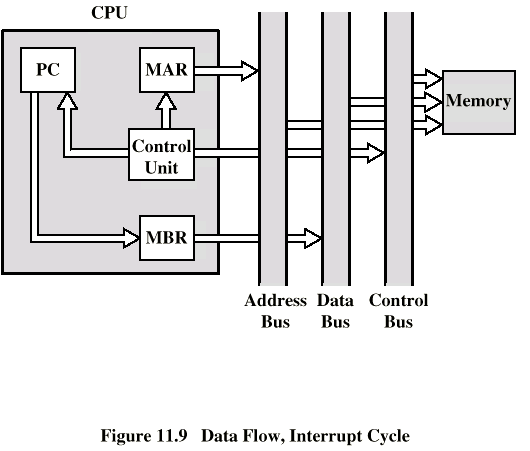 CPU
PC
MAR
Memory
Control
Unit
MBR
Address Data Control
Bus Bus Bus
Figure 11.9 Data Flow, Interrupt Cycle